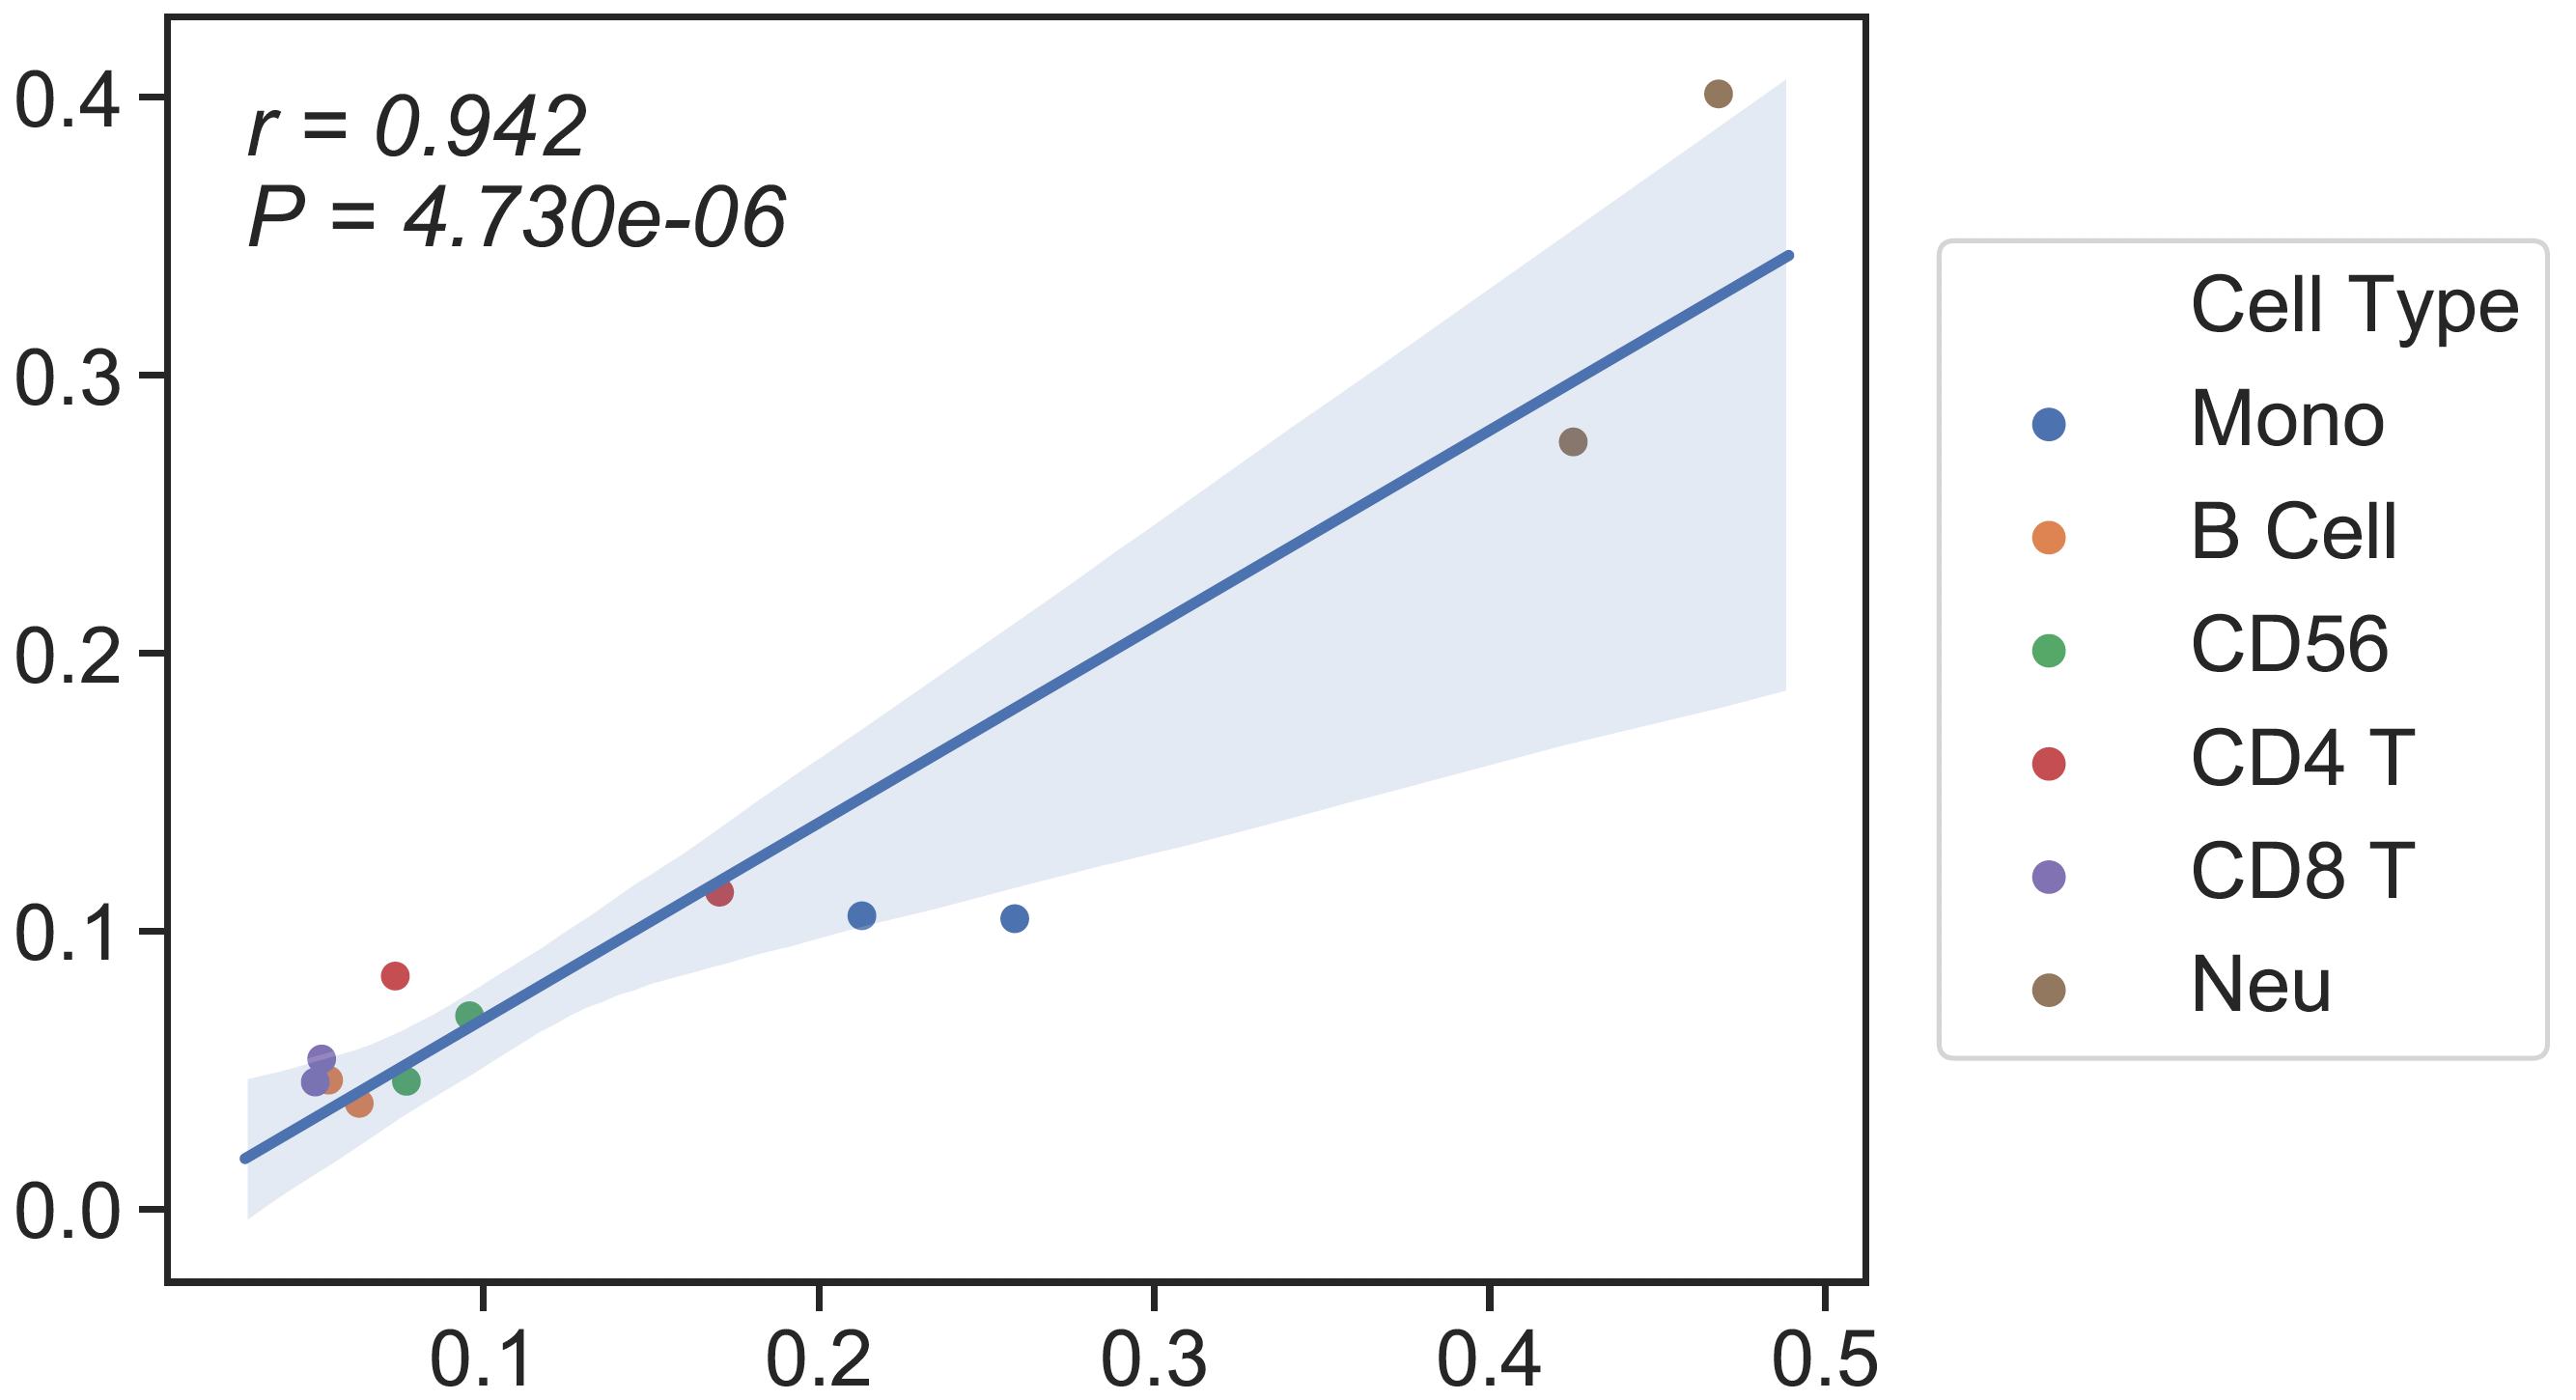 r = 0.942
P = 4.730e-06
0.4
0.3
0.2
0.1
0.0
0.1 0.2 0.3 0.4 0.5
Cell Type
Mono
B Cell
CD56
CD4 T
CD8 T
Neu